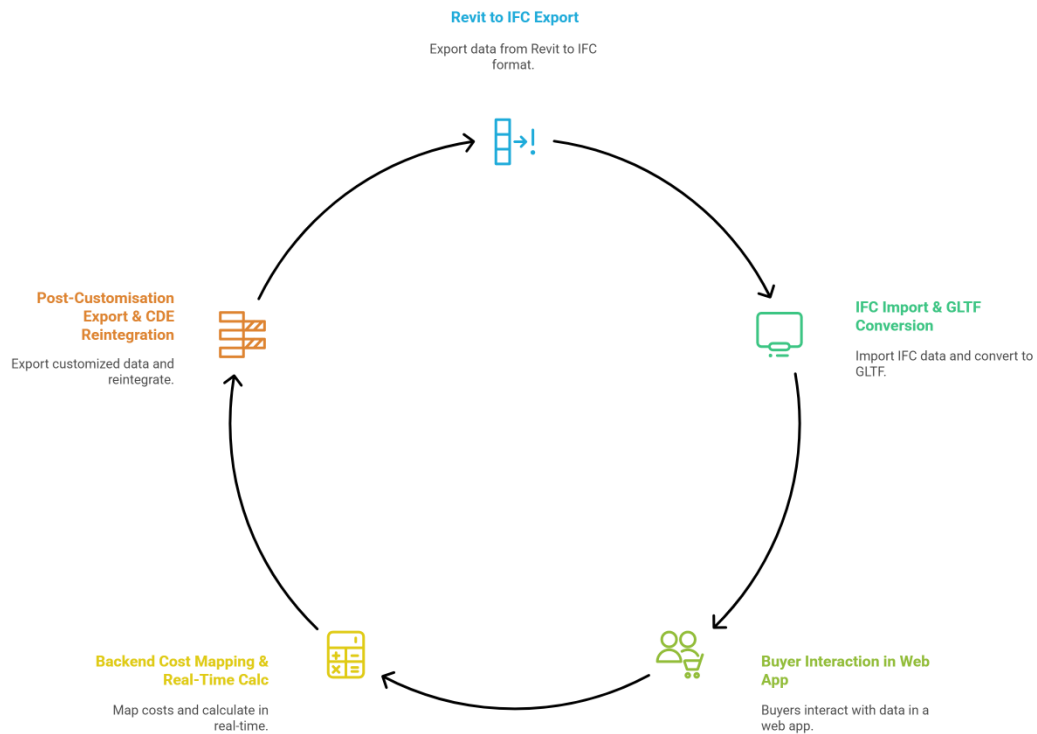 Revit to IFC Export
Export data from Revit to IFC
format.
IFC Import & GLTF
Conversion
Import IFC data and convert to
GLTF.
Buyer Interaction in Web
App
Buyers interact with data in a
web app.
Backend Cost Mapping &
Real-Time Calc
Map costs and calculate in
real-time.
Post-Customisation
Export & CDE
Reintegration
Export customized data and
reintegrate.